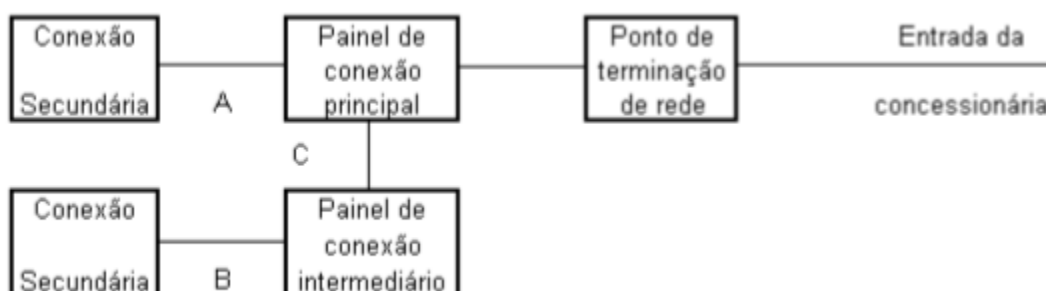 Conexão
Secundária
A
Painel de
conexão
principal
Ponto de
terminação
de rede
Entrada da
concessionária
C
Conexão
Secundária
B
Painel de
conexão
intermediário